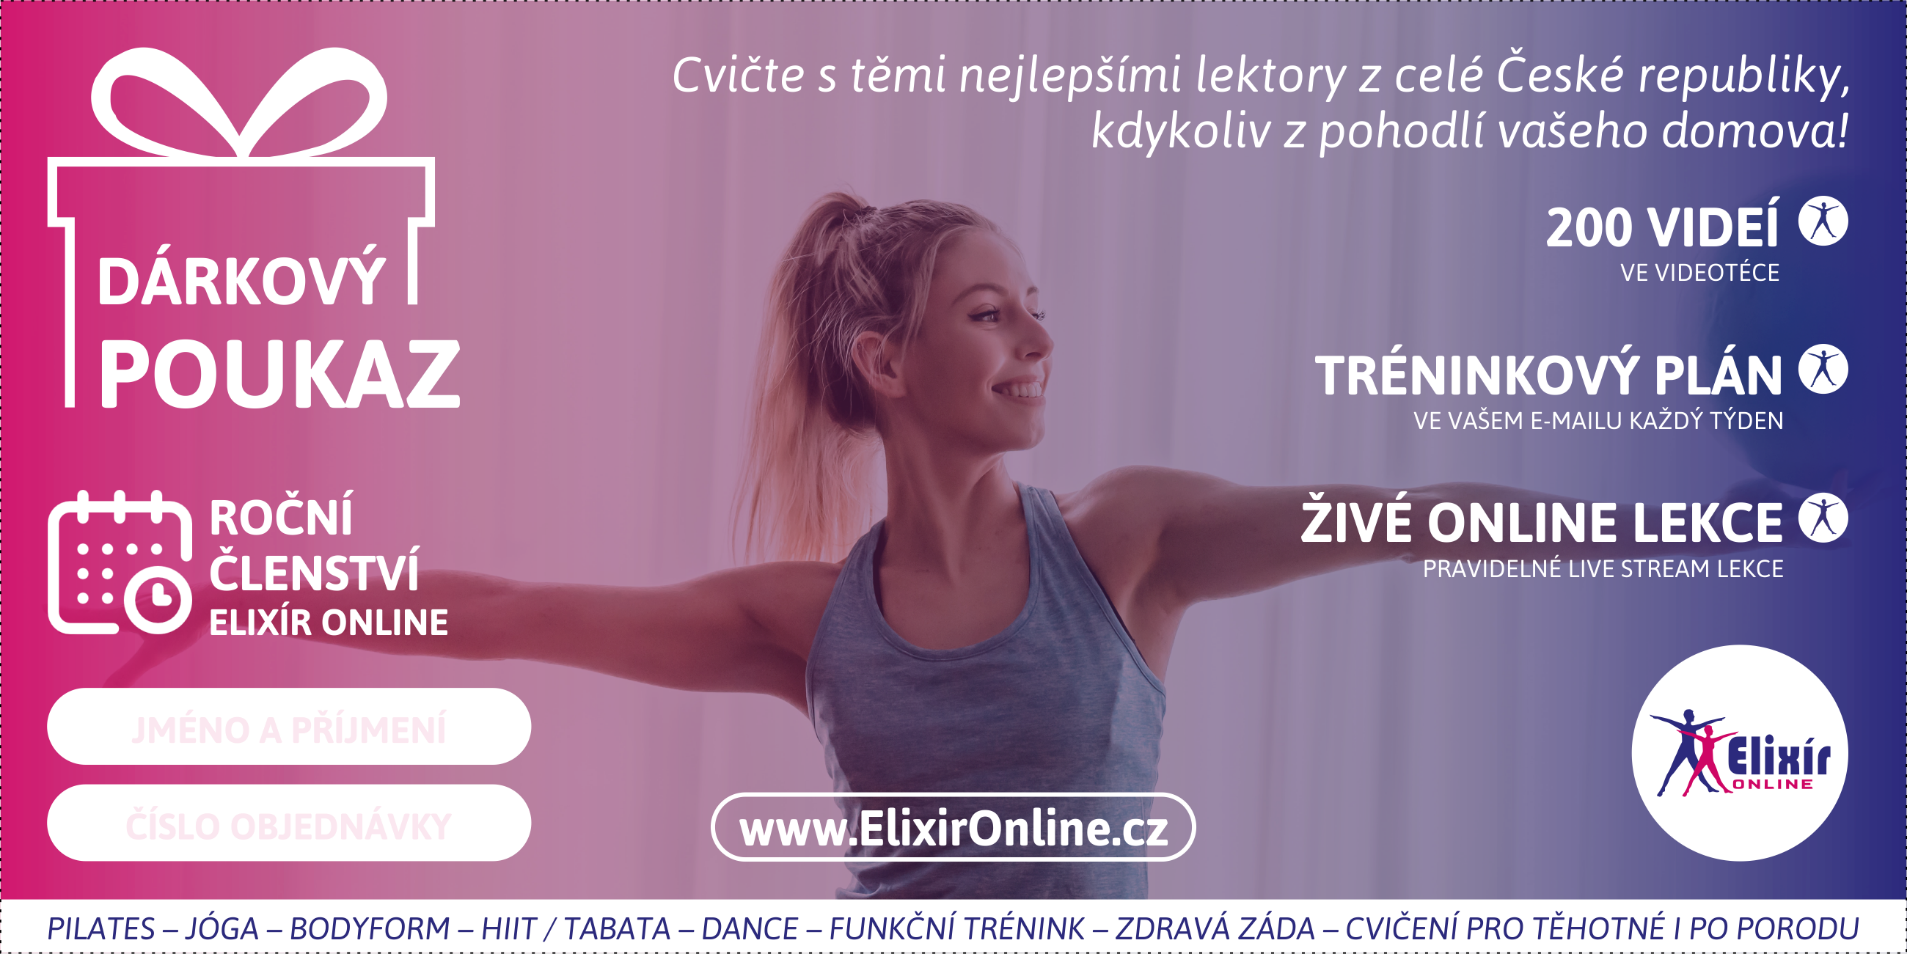 Cvičte s těmi nejlepšími lektory z celé České republiky,
kdykoliv z pohodlí vašeho domova!
DÁRKOVÝ
POUKAZ
ROČNÍ
ČLENSTVÍ
ELIXÍR ONLINE
JMÉNO A PŘÍJMENÍ
ČÍSLO OBJEDNÁVKY
200 VIDEÍ
VE VIDEOTÉCE
TRÉNINKOVÝ PLÁN
VE VAŠEM E-MAILU KAŽDÝ TÝDEN
ŽIVÉ ONLINE LEKCE
PRAVIDELNÉ LIVE STREAM LEKCE
Elixír
ONLINE
www.ElixirOnline.cz
PILATES – JÓGA – BODYFORM – HIIT / TABATA – DANCE – FUNKČNÍ TRÉNINK – ZDRAVÁ ZÁDA – CVIČENÍ PRO TĚHOTNÉ I PO PORODU